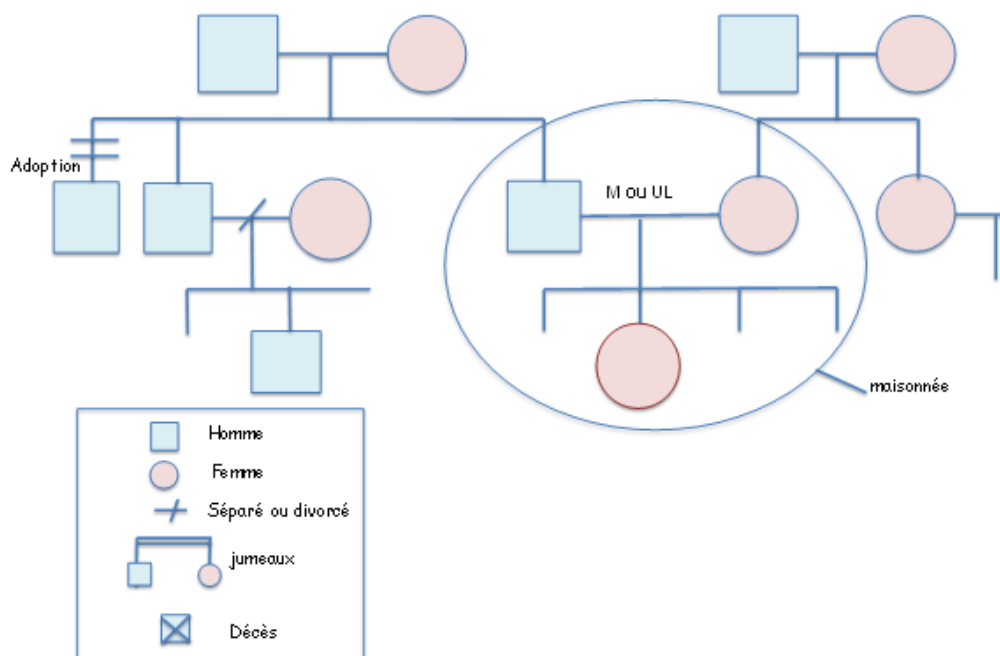 Adoption
M ou UL
maisonnée
Homme
Femme
Séparé ou divorcé
jumeaux
Décès